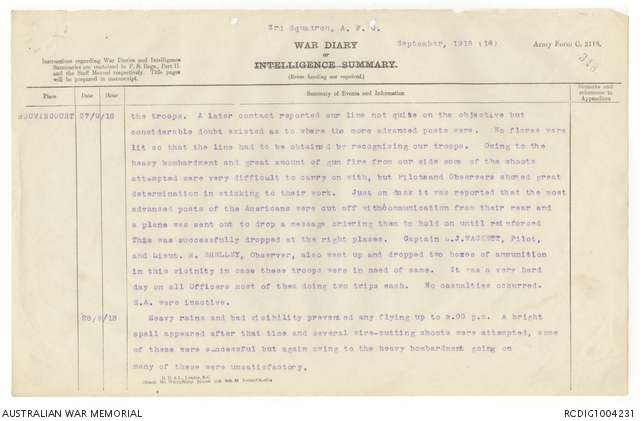 3rd Squadron, A. F. C.
WAR DIARY
OR
INTELLIGENCE SUMMARY.
(Erase heading not required.)
September, 1918 (16)
Army Form C. 2118.
Instructions regarding War Diaries and Intelligence
Summaries are contained in F. S. Regs., Part II.
and the Staff Manual respectively. Title pages
will be prepared in manuscript.
Place
Date
Hour
Summary of Events and Information
Remarks and
references to
Appendices
BOUVINCOURT 27/9/18 the troops. A later contact reported our line not quite on the objective but
considerable doubt existed as to where the more advanced posts were. No flares were
lit so that the line had to be obtained by recognising our troops. Owing to the
heavy bombardment and great amount of gun fire from our side some of the shoots
attempted were very difficult to carry on with, but Pilotsand Observers showed great
determination in sticking to their work. Just on dusk it was reported that the most
advanced posts of the Americans were cut off with communication from their rear and
a plane was sent out to drop a message ordering them to hold on until reinforced
This was successfully dropped at the right places. Captain L.J.WACKETT, Pilot,
and Lieut. SHELLEY, Observer, also went up and dropped two boxes of ammunition
in this vicinity in case these troops were in need of same. It was a very hard
day on all Officers most of them doing two trips each. No casualties occurred.
E.A. were inactive.
28/9/18 Heavy rains and bad visibility prevented any flying up to p.m. A bright
spell appeared after that time and several wire-cutting shoots were attempted, some
of these were successful but again owing to the heavy bombardment going on
many of these were unsatisfactory.
AUSTRALIAN WAR MEMORIAL
RCDIG1004231